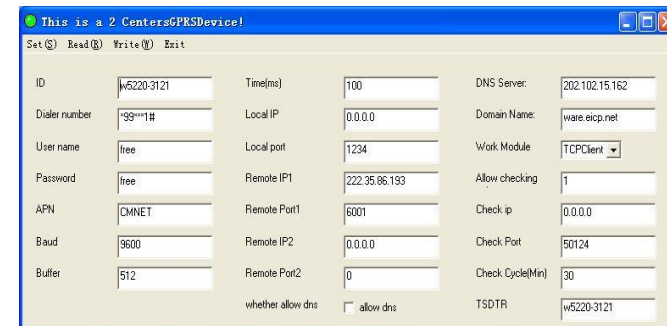 This is a 2 CentersGPRSDevice!
Set(S) Read(R) Write(W) Exit
ID w5220-3121 Time(ms) 100 DNS Server: 202.102.15.162
Dialer number *99***1# Local IP 0.0.0.0 Domain Name: ware.eicp.net
User name free Local port 1234 Work Module TCPClient
Password free Remote IP1 222.35.86.193 Allow checking 1
APN CMNET Remote Port1 6001 Check ip 0.0.0.0
Baud 9600 Remote IP2 0.0.0.0 Check Port 50124
Buffer 512 Remote Port2 0 Check Cycle(Min) 30
whether allow dns allow dns TSDTR w5220-3121